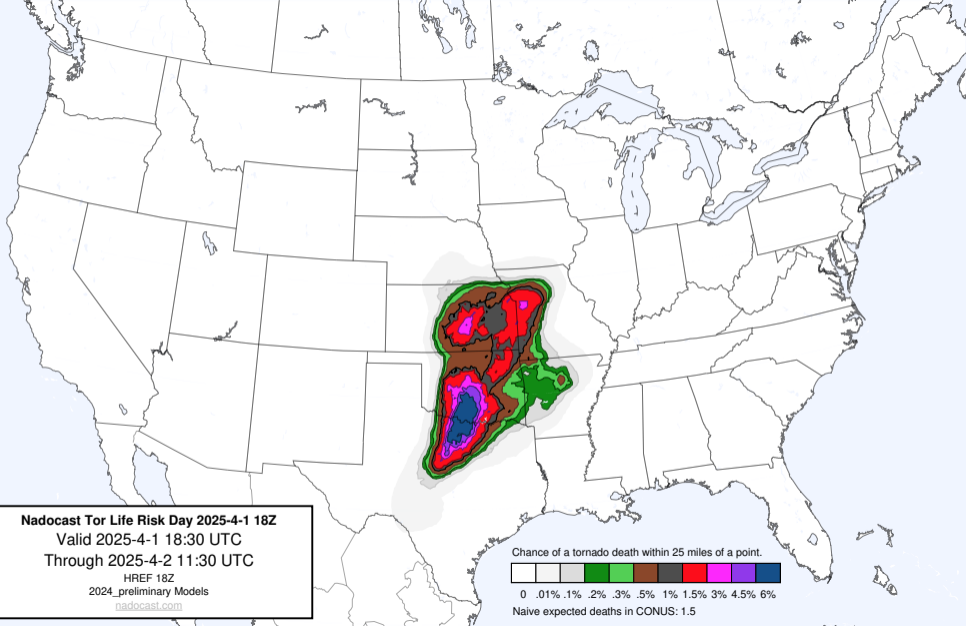 Nadocast Tor Life Risk Day 2025-4-1 18Z
Valid 2025-4-1 18:30 UTC
Through 2025-4-2 11:30 UTC
HREF 18Z
2024_preliminary Models
nadocast.com
Chance of a tornado death within 25 miles of a point.
0 .01% .1% .2% .3% .5% 1% 1.5% 3% 4.5% 6%
Naive expected deaths in CONUS: 1.5